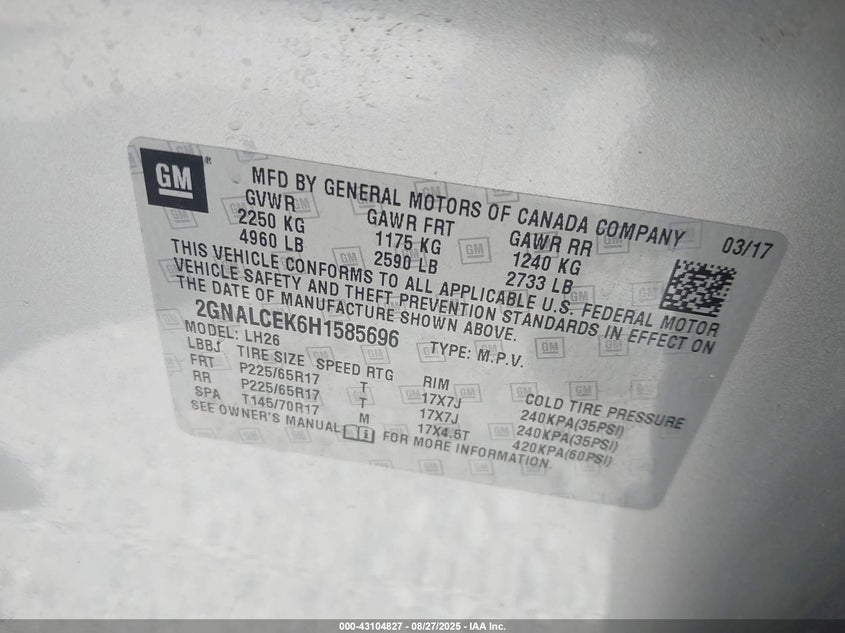 GM ®
MFD BY GENERAL MOTORS OF CANADA COMPANY 03/17
GVWR GAWR FRT GAWR RR
2250 KG 1175 KG 1240 KG
4960 LB 2590 LB 2733 LB
THIS VEHICLE CONFORMS TO ALL APPLICABLE U.S. FEDERAL MOTOR
VEHICLE SAFETY AND THEFT PREVENTION STANDARDS IN EFFECT ON
THE DATE OF MANUFACTURE SHOWN ABOVE.
2GNALCEK6H1585696 TYPE: M.P.V.
MODEL: LH26
LBBJ TIRE SIZE SPEED RTG RIM COLD TIRE PRESSURE
FRT P225/65R17 T 17X7J 240KPA(35PSI)
RR P225/65R17 T 17X7J 240KPA(35PSI)
SPA T145/70R17 M 17X4.5T 420KPA(60PSI)
SEE OWNER'S MANUAL FOR MORE INFORMATION.
000-43104827 - 08/27/2025 - IAA Inc.